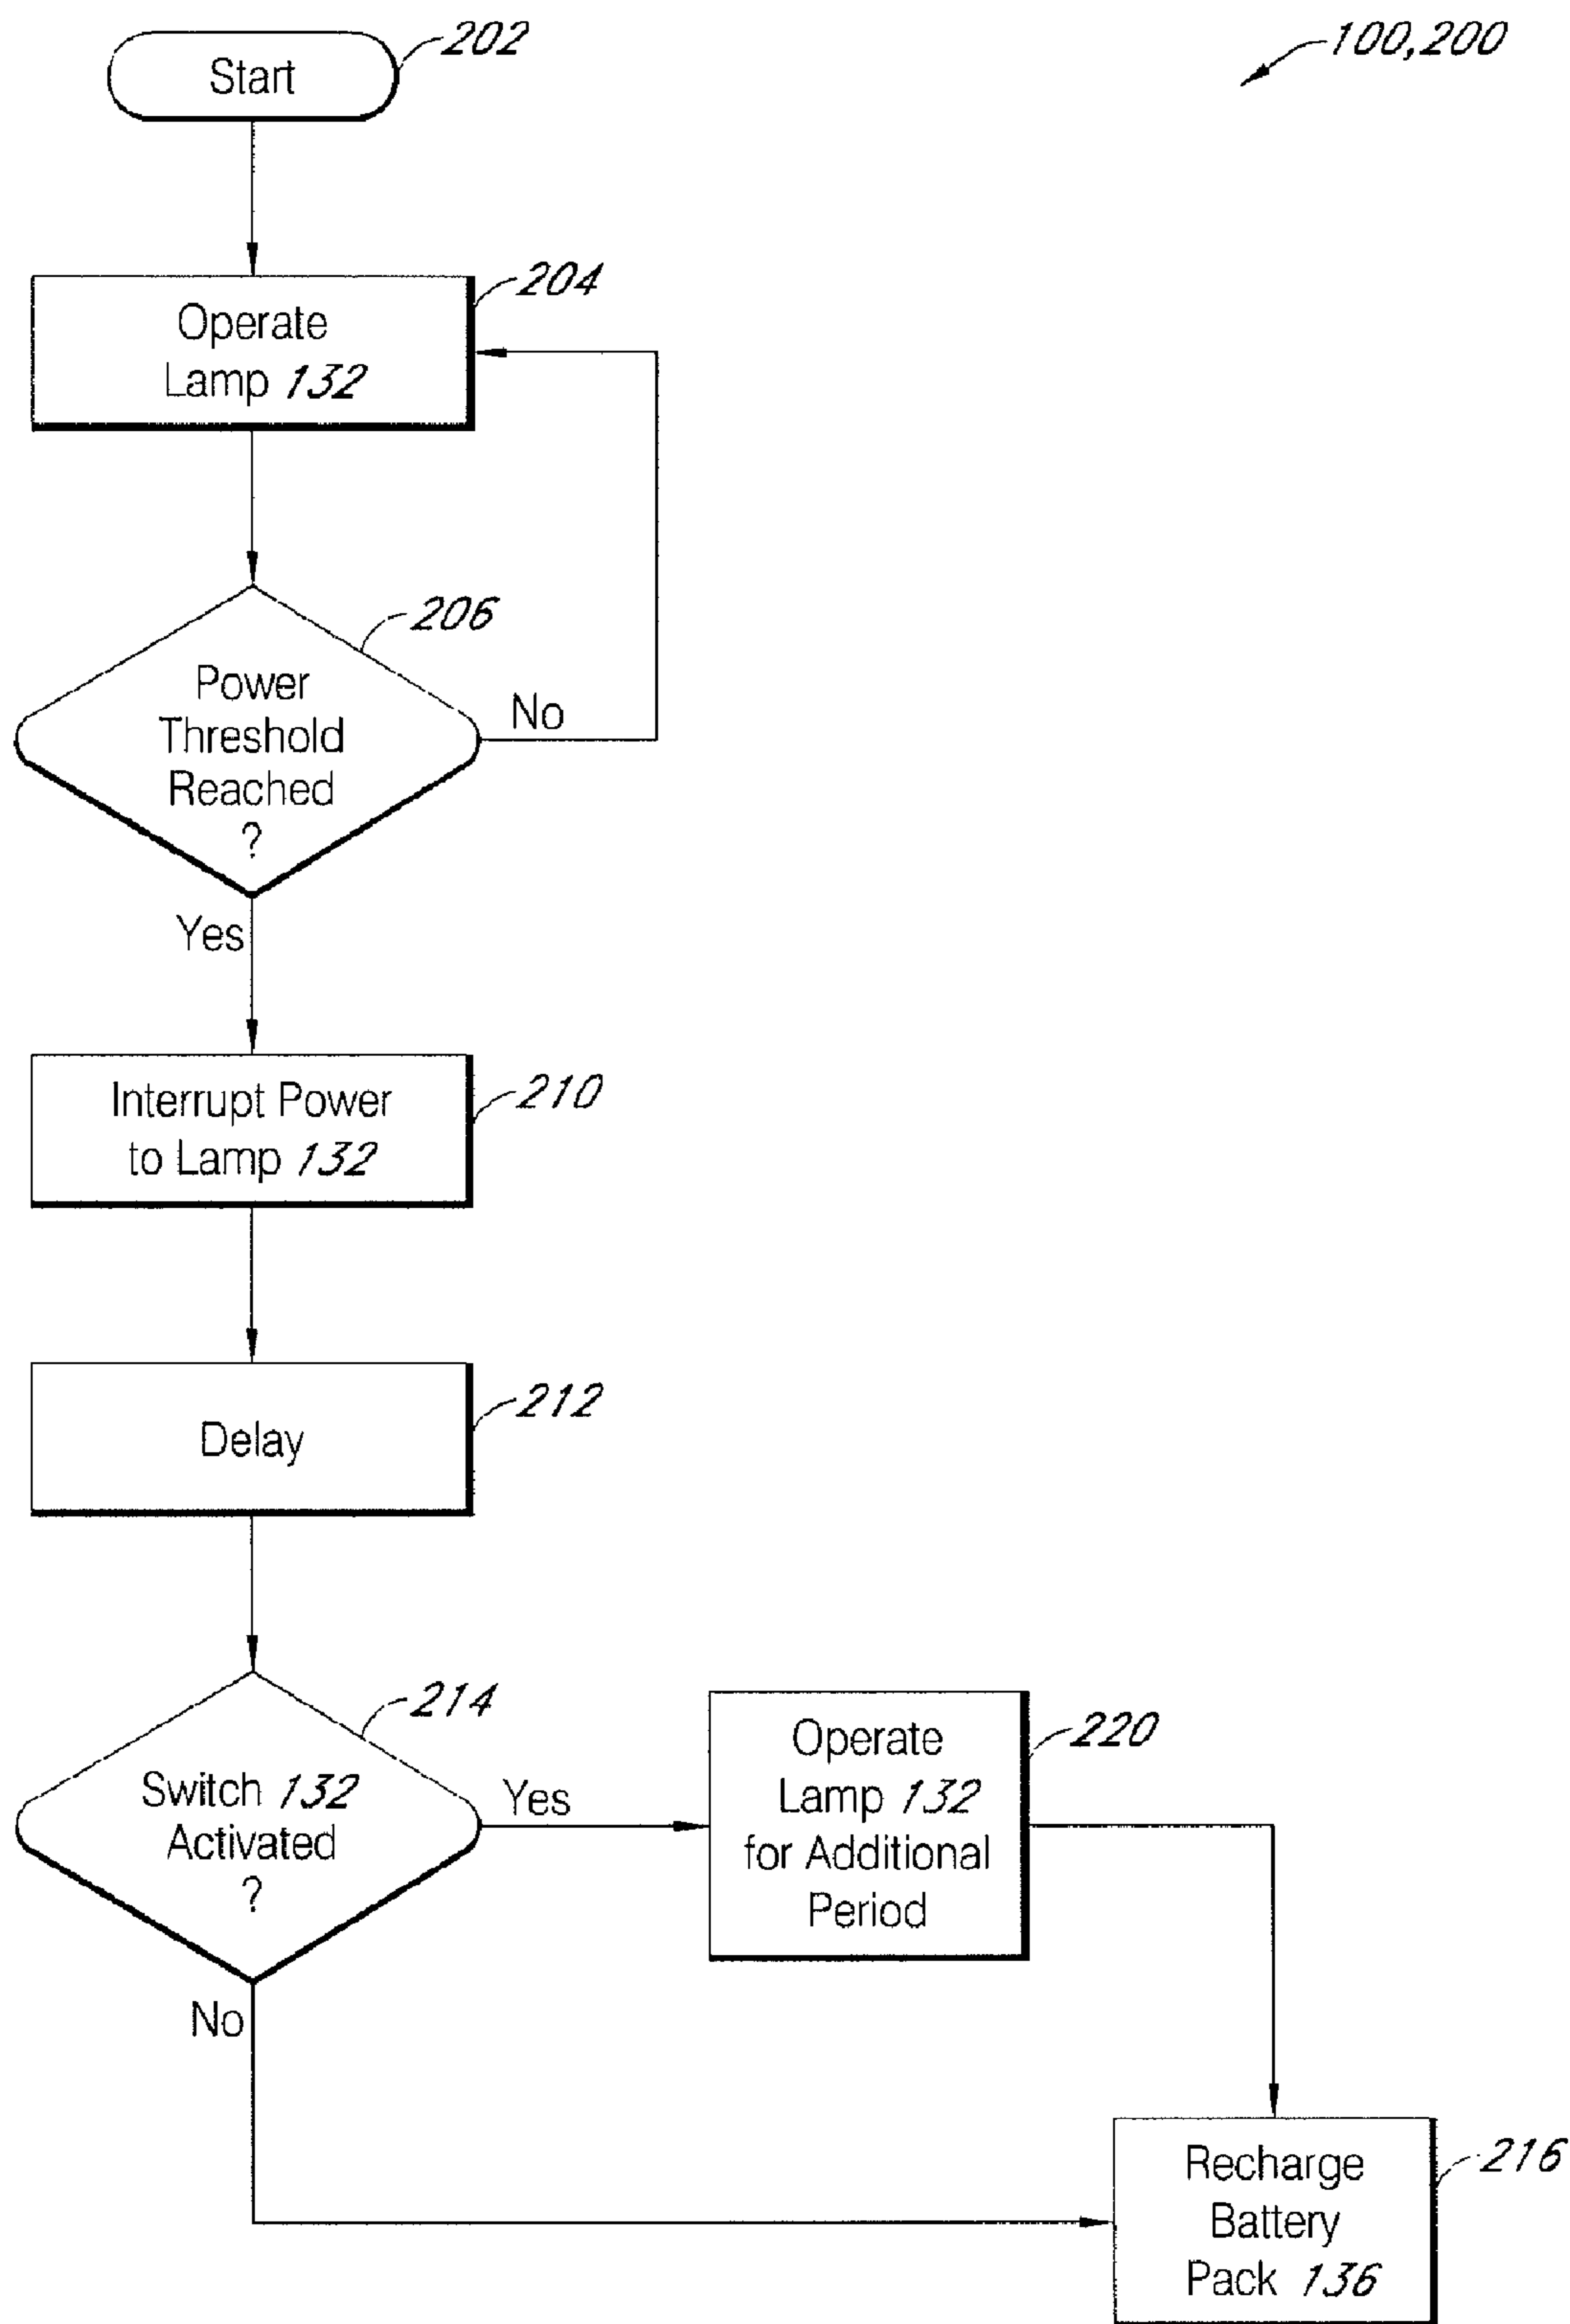 Start
202
100,200
Operate
Lamp 132
204
Power
Threshold
Reached
?
206
No
Yes
Interrupt Power
to Lamp 132
210
Delay
212
Switch 132
Activated
?
214
Yes
No
Operate
Lamp 132
for Additional
Period
220
Recharge
Battery
Pack 136
216